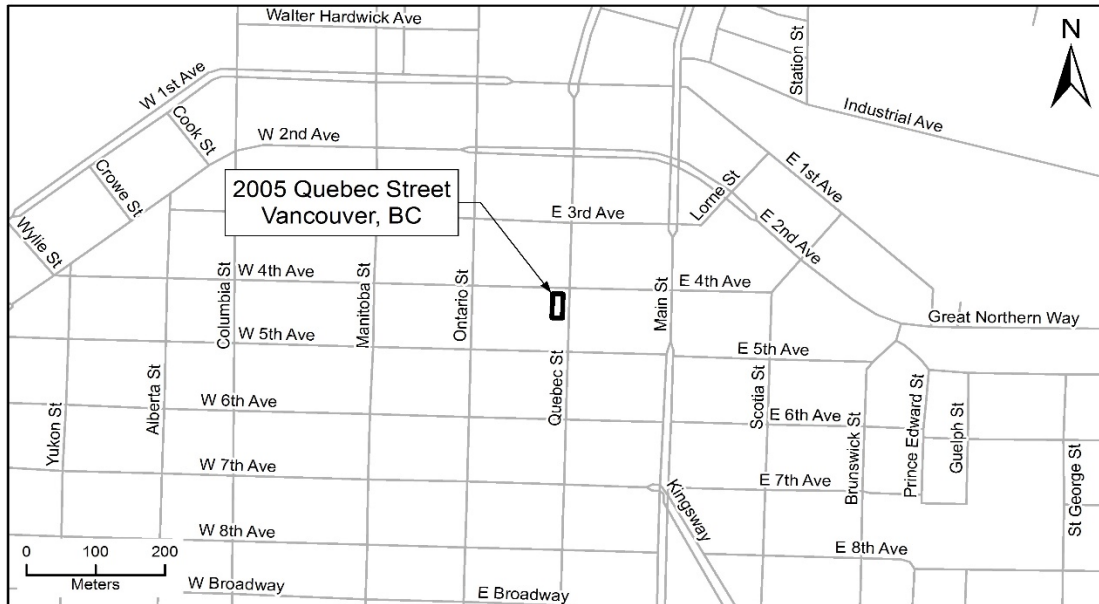 Walter Hardwick Ave
Station St
N
W 1st Ave
Industrial Ave
Cook St
W 2nd Ave
E 1st Ave
Crowe St
2005 Quebec Street
Vancouver, BC
Lorne St
E 3rd Ave
E 2nd Ave
Wylie St
W 4th Ave
E 4th Ave
Columbia St
Manitoba St
Ontario St
Main St
Great Northern Way
W 5th Ave
E 5th Ave
Quebec St
Scotia St
Alberta St
Yukon St
W 6th Ave
E 6th Ave
Brunswick St
Prince Edward St
Guelph St
St George St
W 7th Ave
E 7th Ave
Kingsway
W 8th Ave
E 8th Ave
0 100 200
Meters
W Broadway
E Broadway